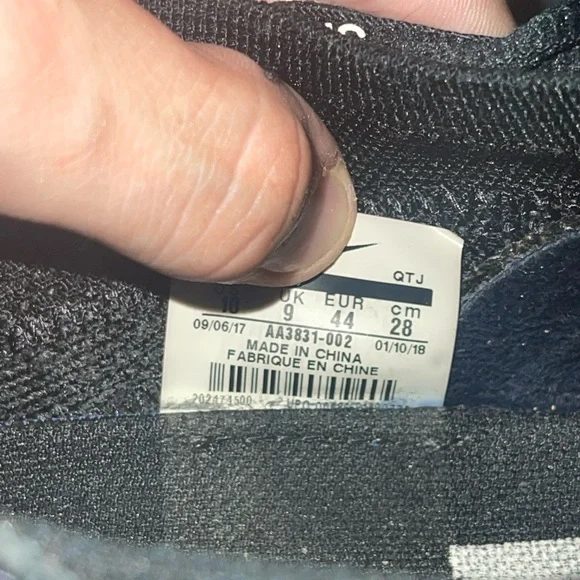 QTJ
UK EUR cm
10 9 44 28
09/06/17 AA3831-002 01/10/18
MADE IN CHINA
FABRIQUE EN CHINE